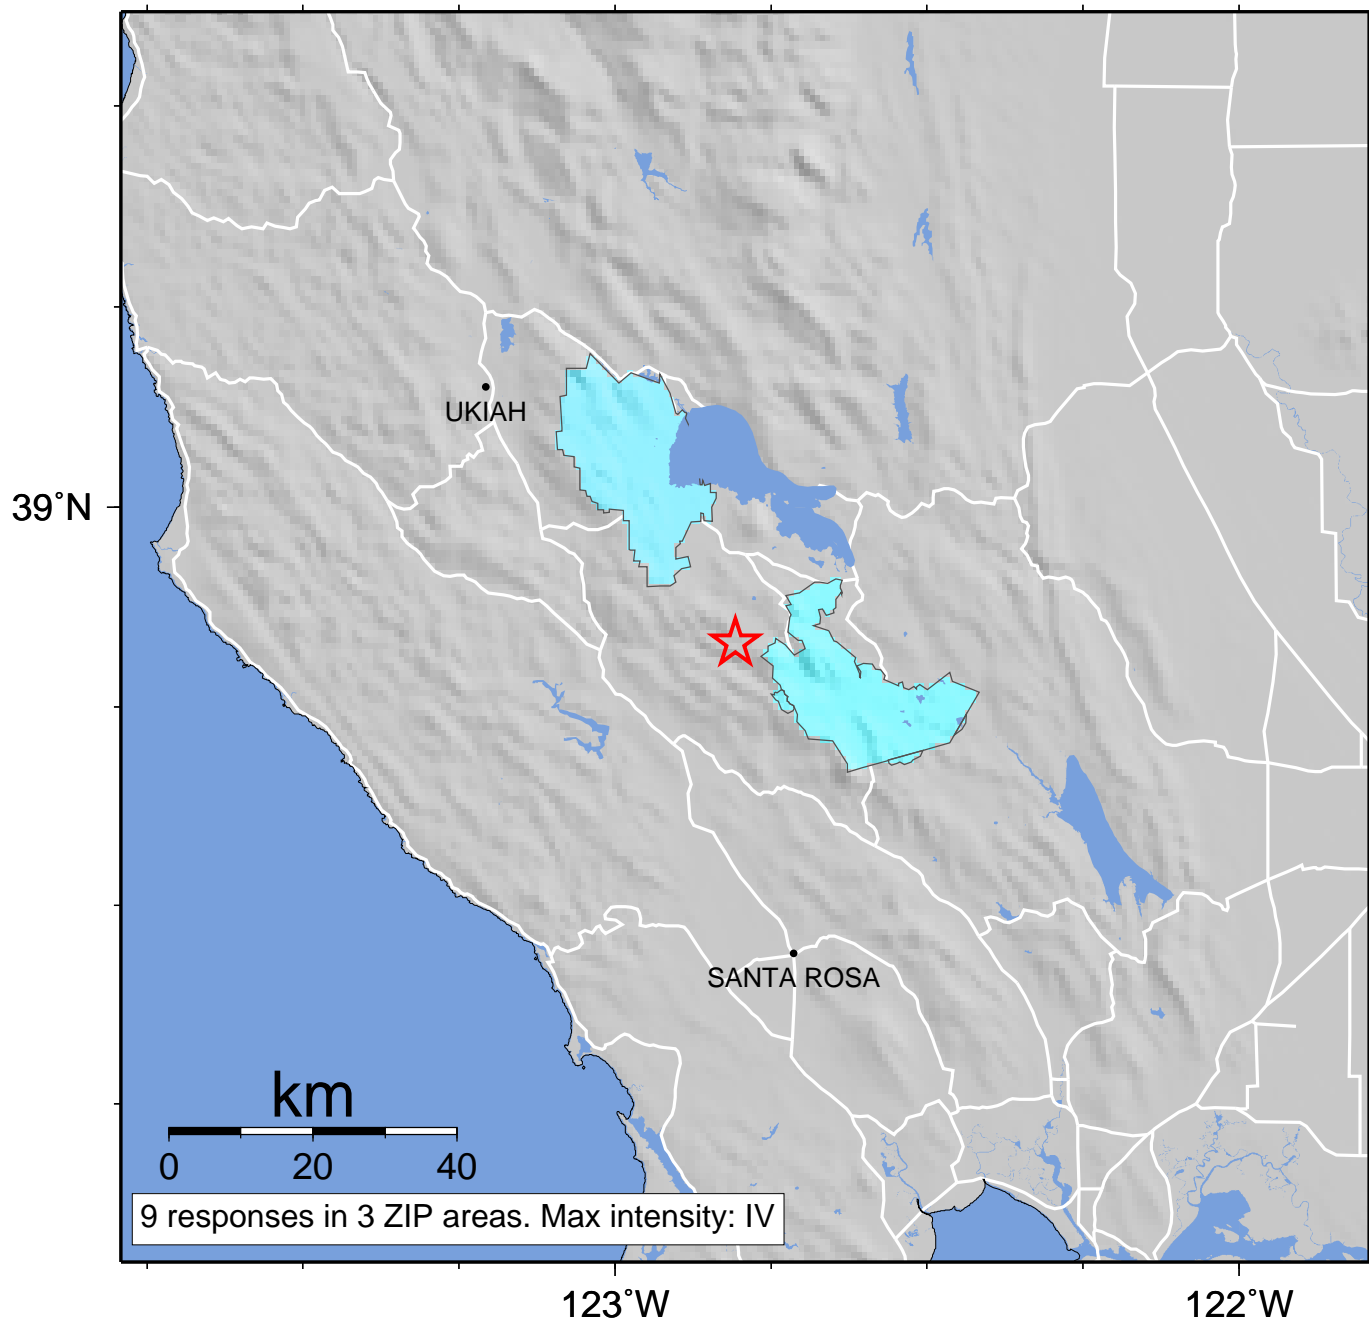 UKIAH
39°N
SANTA ROSA
km
0 20 40
9 responses in 3 ZIP areas. Max intensity: IV
123°W 122°W